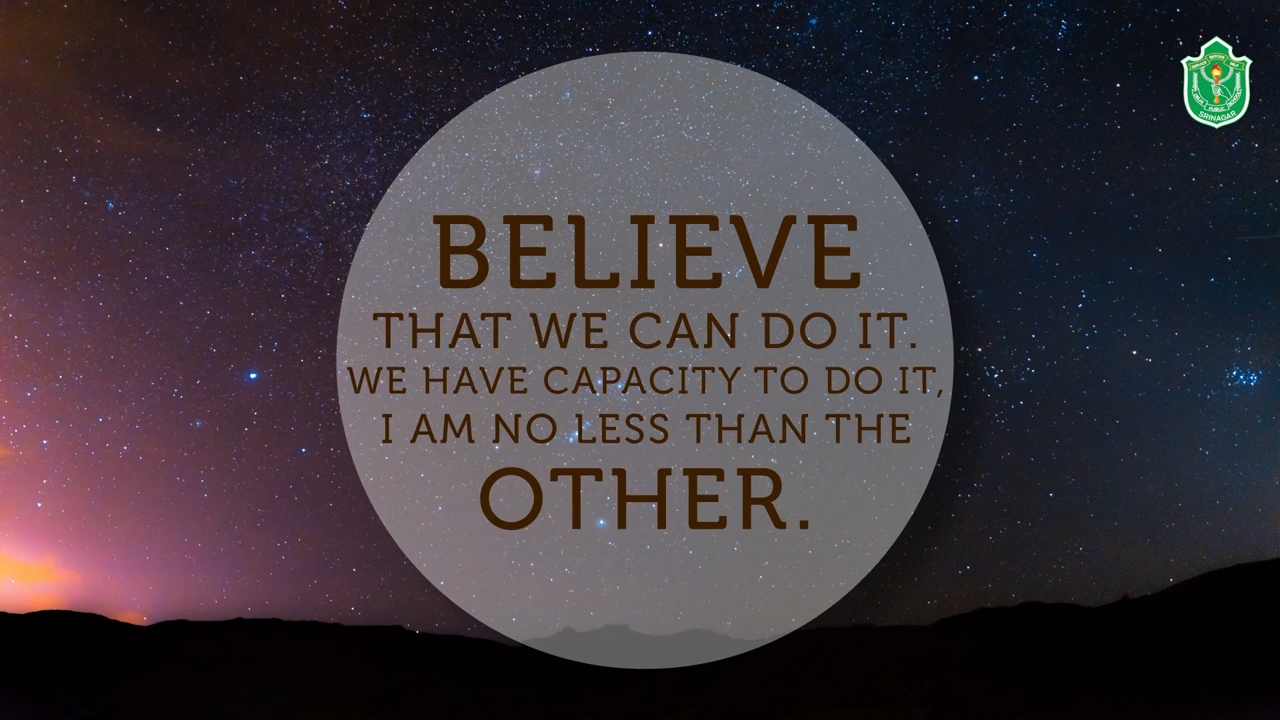 BELIEVE
THAT WE CAN DO IT.
WE HAVE CAPACITY TO DO IT,
I AM NO LESS THAN THE
OTHER.
PUBLIC
SRINAGAR